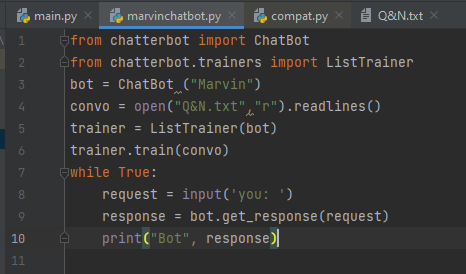 main.py marvinchatbot.py compat.py Q&N.txt
1 from chatterbot import ChatBot
2 from chatterbot.trainers import ListTrainer
3 bot = ChatBot ("Marvin")
4 convo = open("Q&N.txt","r").readlines()
5 trainer = ListTrainer(bot)
6 trainer.train(convo)
7 while True:
8     request = input('you: ')
9     response = bot.get_response(request)
10     print("Bot", response)